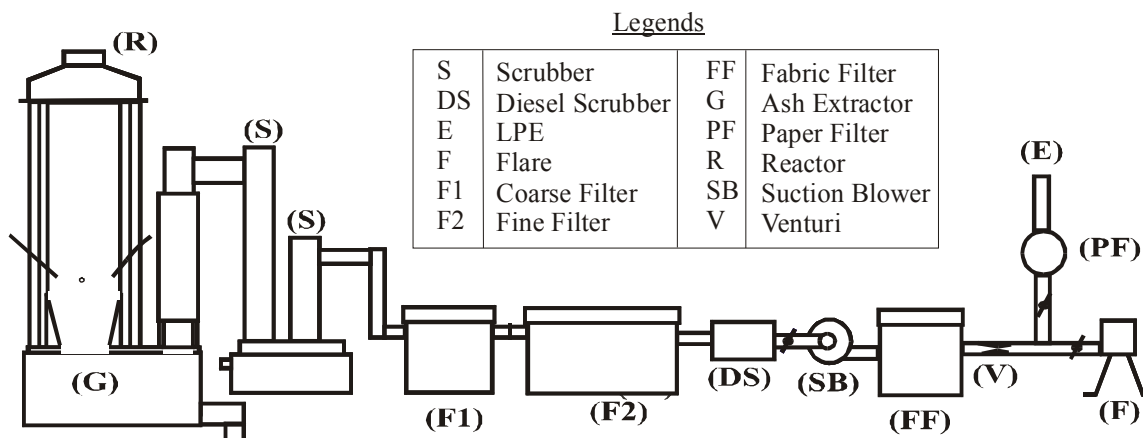 Legends
S Scrubber FF Fabric Filter
DS Diesel Scrubber G Ash Extractor
E LPE PF Paper Filter
F Flare R Reactor
F1 Coarse Filter SB Suction Blower
F2 Fine Filter V Venturi
(R)
(S)
(S)
(E)
(PF)
(G)
(F1)
(F2)
(DS)
(SB)
(FF)
(V)
(F)